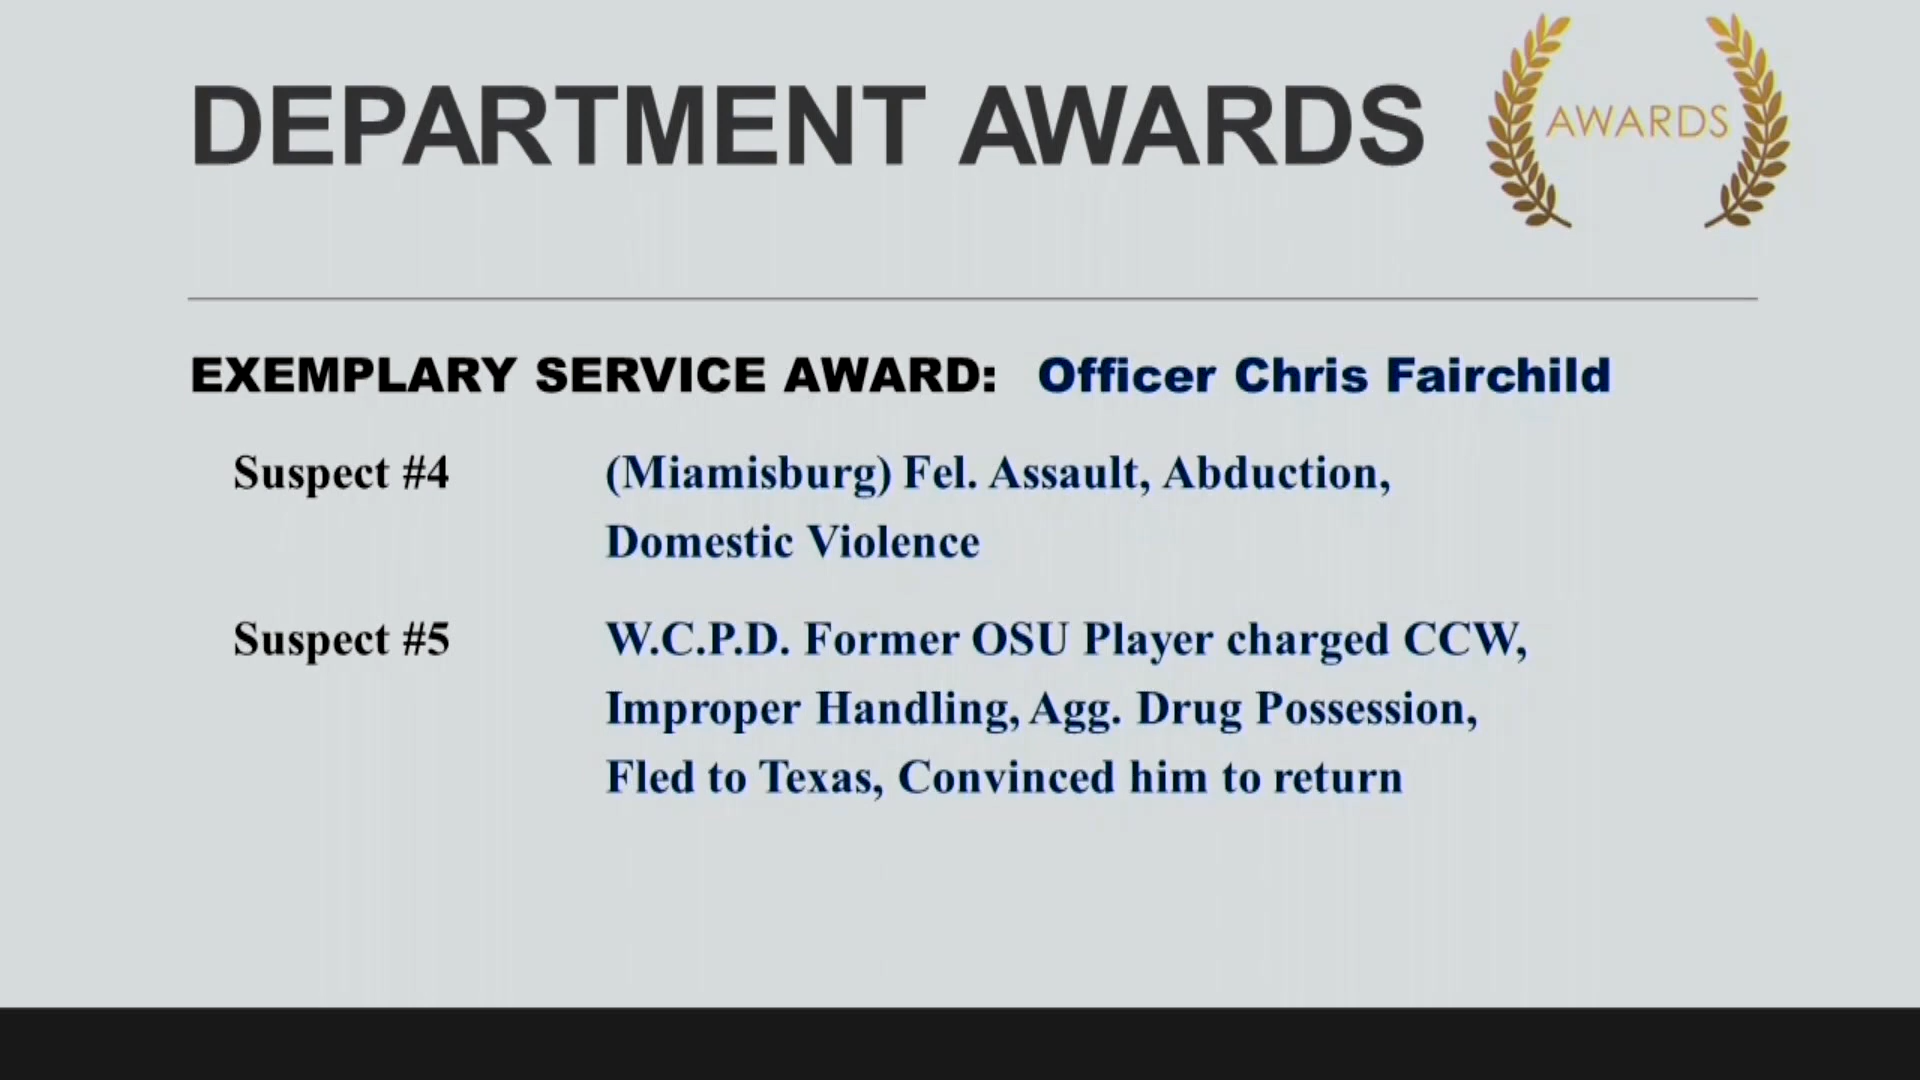 DEPARTMENT AWARDS
AWARDS
EXEMPLARY SERVICE AWARD: Officer Chris Fairchild
Suspect #4 (Miamisburg) Fel. Assault, Abduction,
Domestic Violence
Suspect #5 W.C.P.D. Former OSU Player charged CCW,
Improper Handling, Agg. Drug Possession,
Fled to Texas, Convinced him to return